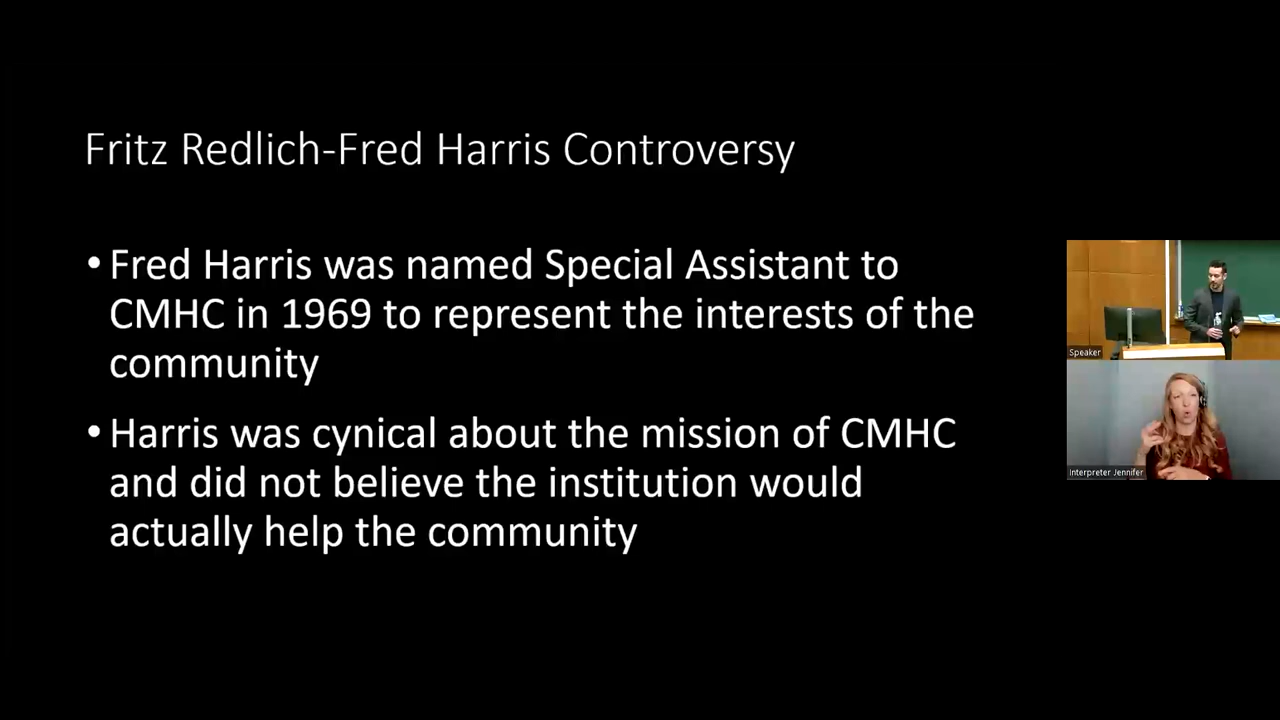 Fritz Redlich-Fred Harris Controversy
•Fred Harris was named Special Assistant to
CMHC in 1969 to represent the interests of the
community
•Harris was cynical about the mission of CMHC
and did not believe the institution would
actually help the community
Speaker
Interpreter Jennifer